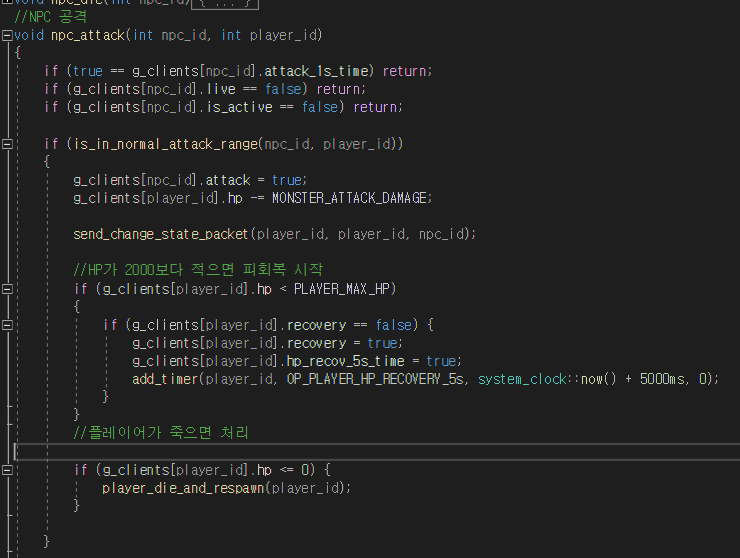 void npc_die(int npc_id){ ... }
//NPC 공격
void npc_attack(int npc_id, int player_id)
{
if (true == g_clients[npc_id].attack_1s_time) return;
if (g_clients[npc_id].live == false) return;
if (g_clients[npc_id].is_active == false) return;
if (is_in_normal_attack_range(npc_id, player_id))
{
g_clients[npc_id].attack = true;
g_clients[player_id].hp -= MONSTER_ATTACK_DAMAGE;
send_change_state_packet(player_id, player_id, npc_id);
//HP가 2000보다 적으면 피회복 시작
if (g_clients[player_id].hp < PLAYER_MAX_HP)
{
if (g_clients[player_id].recovery == false) {
g_clients[player_id].recovery = true;
g_clients[player_id].hp_recov_5s_time = true;
add_timer(player_id, OP_PLAYER_HP_RECOVERY_5s, system_clock::now() + 5000ms, 0);
}
}
//플레이어가 죽으면 처리
if (g_clients[player_id].hp <= 0) {
player_die_and_respawn(player_id);
}
}